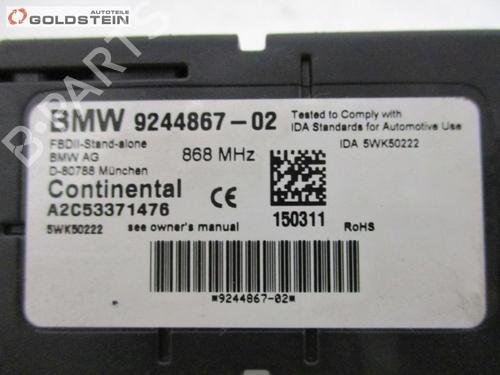 AUTOTEILE
GOLDSTEIN
B-PARTS
BMW 9244867-02
Tested to Comply with
IDA Standards for Automotive Use
FBDII-Stand-alone
BMW AG
D-80788 München
868 MHz
IDA 5WK50222
Continental
A2C53371476
CE
150311
5WK50222
see owner's manual
RoHS
*9244867-02*